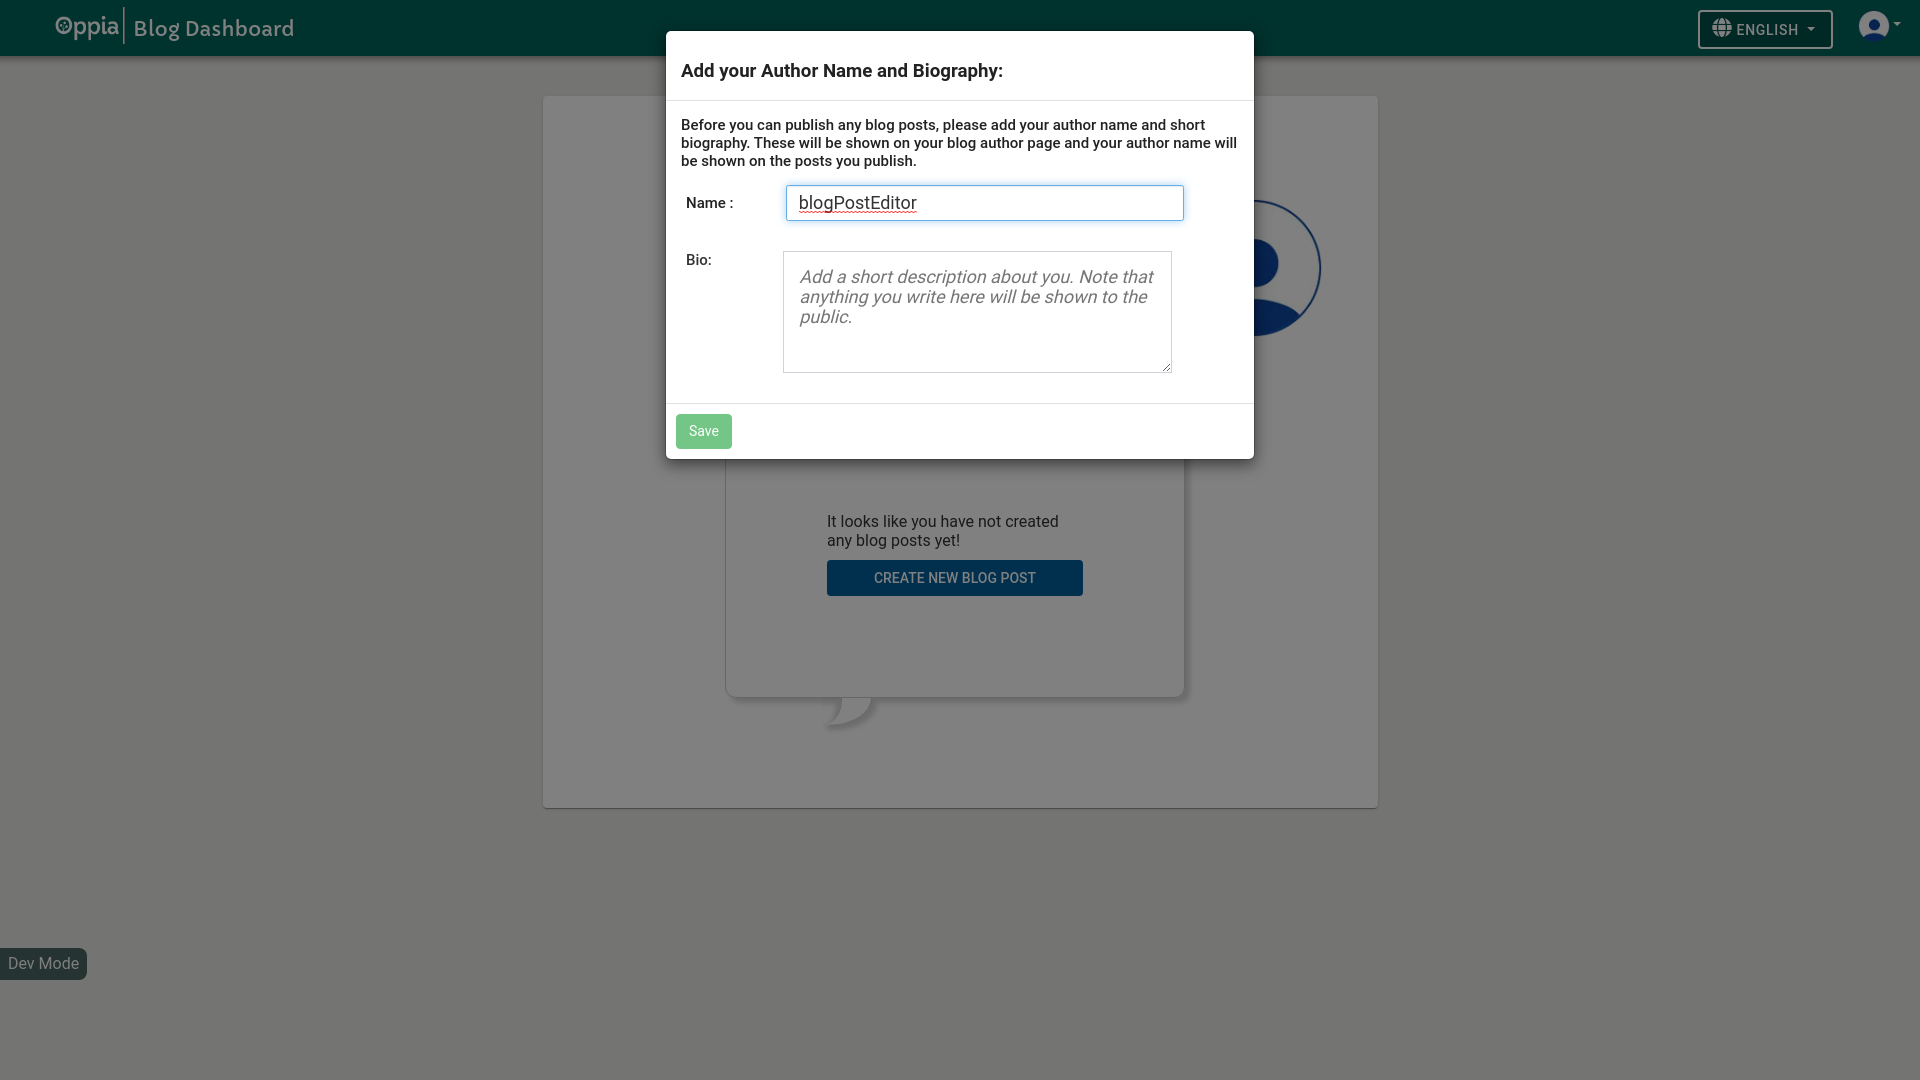 Oppia
Blog Dashboard
ENGLISH
Add your Author Name and Biography:
Before you can publish any blog posts, please add your author name and short
biography. These will be shown on your blog author page and your author name will
be shown on the posts you publish.
Name :
blogPostEditor
Bio:
Add a short description about you. Note that
anything you write here will be shown to the
public.
Save
It looks like you have not created
any blog posts yet!
CREATE NEW BLOG POST
Dev Mode